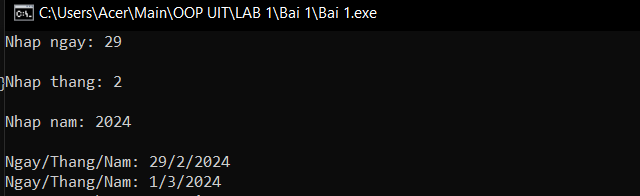 C:\Users\Acer\Main\OOP UIT\LAB 1\Bai 1\Bai 1.exe
Nhap ngay: 29
}Nhap thang: 2
Nhap nam: 2024
Ngay/Thang/Nam: 29/2/2024
Ngay/Thang/Nam: 1/3/2024